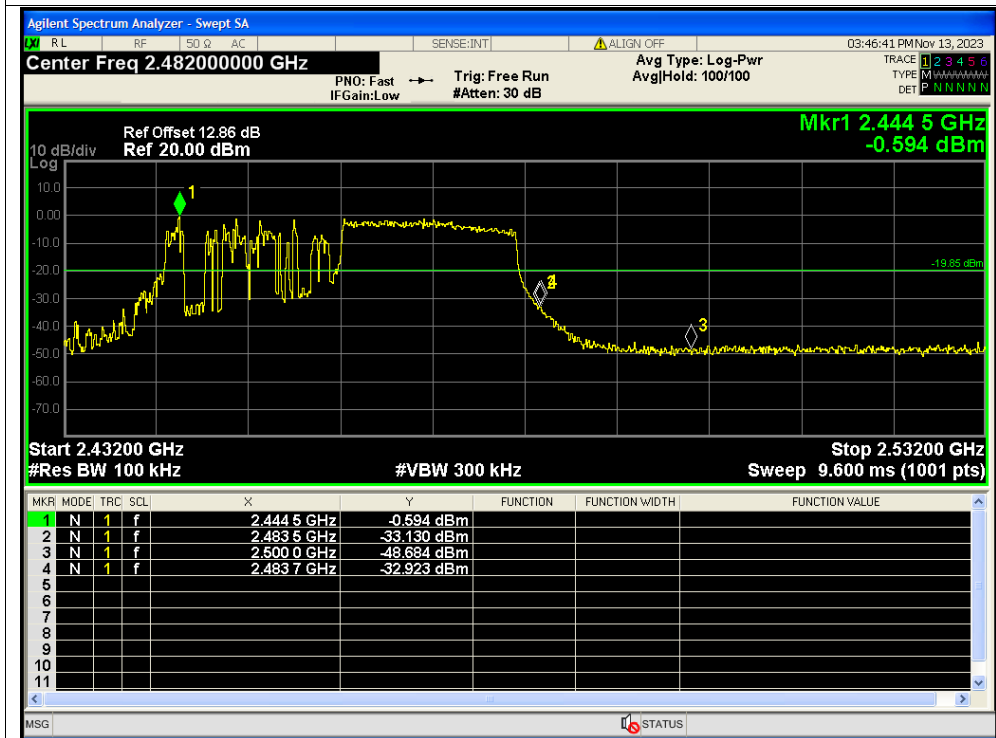 Agilent Spectrum Analyzer - Swept SA
LXI RL RF 50 Ω AC SENSE:INT ALIGN OFF 03:46:41 PM Nov 13, 2023
Center Freq 2.482000000 GHz
PNO: Fast
IFGain:Low
Trig: Free Run
#Atten: 30 dB
Avg Type: Log-Pwr
Avg|Hold: 100/100
TRACE 1 2 3 4 5 6
TYPE M
DET P N N N N N
Mkr1 2.444 5 GHz
-0.594 dBm
Ref Offset 12.86 dB
10 dB/div Ref 20.00 dBm
Log
10.0
0.00
-10.0
-20.0
-30.0
-40.0
-50.0
-60.0
-70.0
1
-19.85 dBm
4
3
Start 2.43200 GHz Stop 2.53200 GHz
#Res BW 100 kHz #VBW 300 kHz Sweep 9.600 ms (1001 pts)
MKR MODE TRC SCL X Y FUNCTION FUNCTION WIDTH FUNCTION VALUE
1 N 1 f 2.444 5 GHz -0.594 dBm
2 N 1 f 2.483 5 GHz -33.130 dBm
3 N 1 f 2.500 0 GHz -48.684 dBm
4 N 1 f 2.483 7 GHz -32.923 dBm
5
6
7
8
9
10
11
MSG STATUS